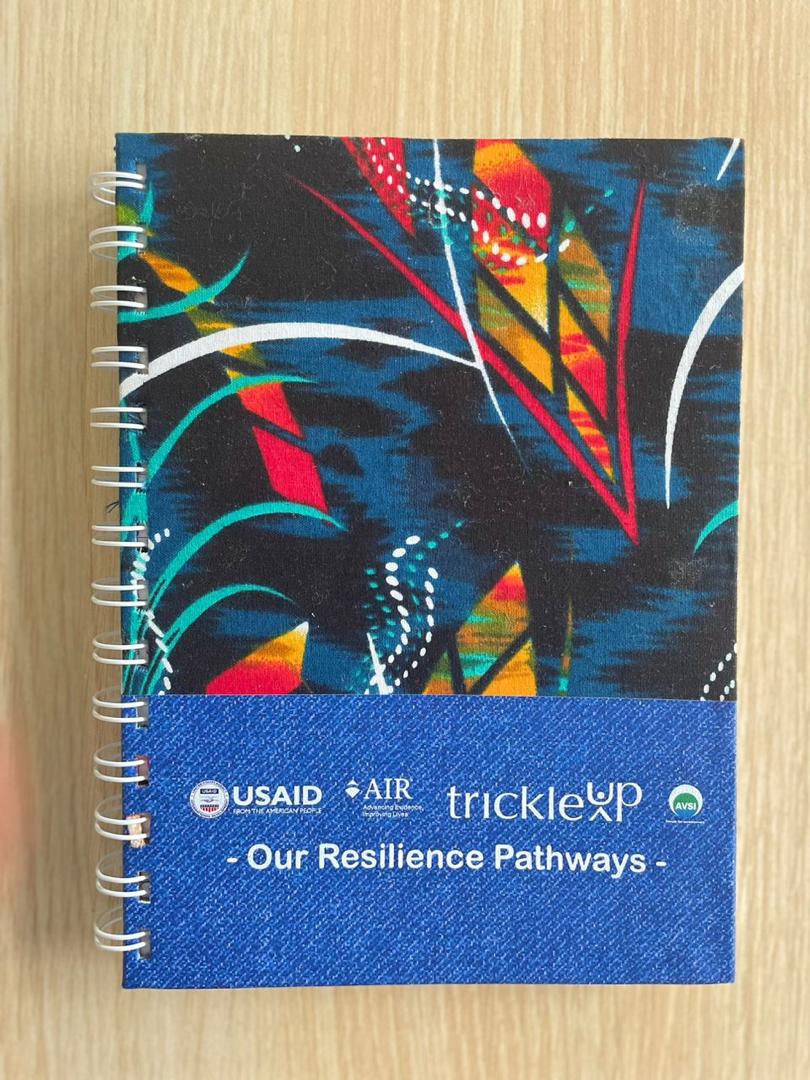 USAID
FROM THE AMERICAN PEOPLE
AIR
Advancing Evidence.
Improving Lives.
trickleup
AVSI
- Our Resilience Pathways -